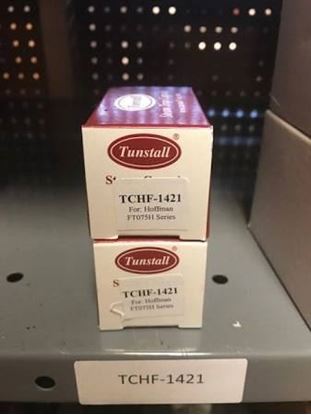 Tunstall®
TCHF-1421
For: Hoffman
FT075H Series
Tunstall®
S
TCHF-1421
For: Hoffman
FT075H Series
TCHF-1421